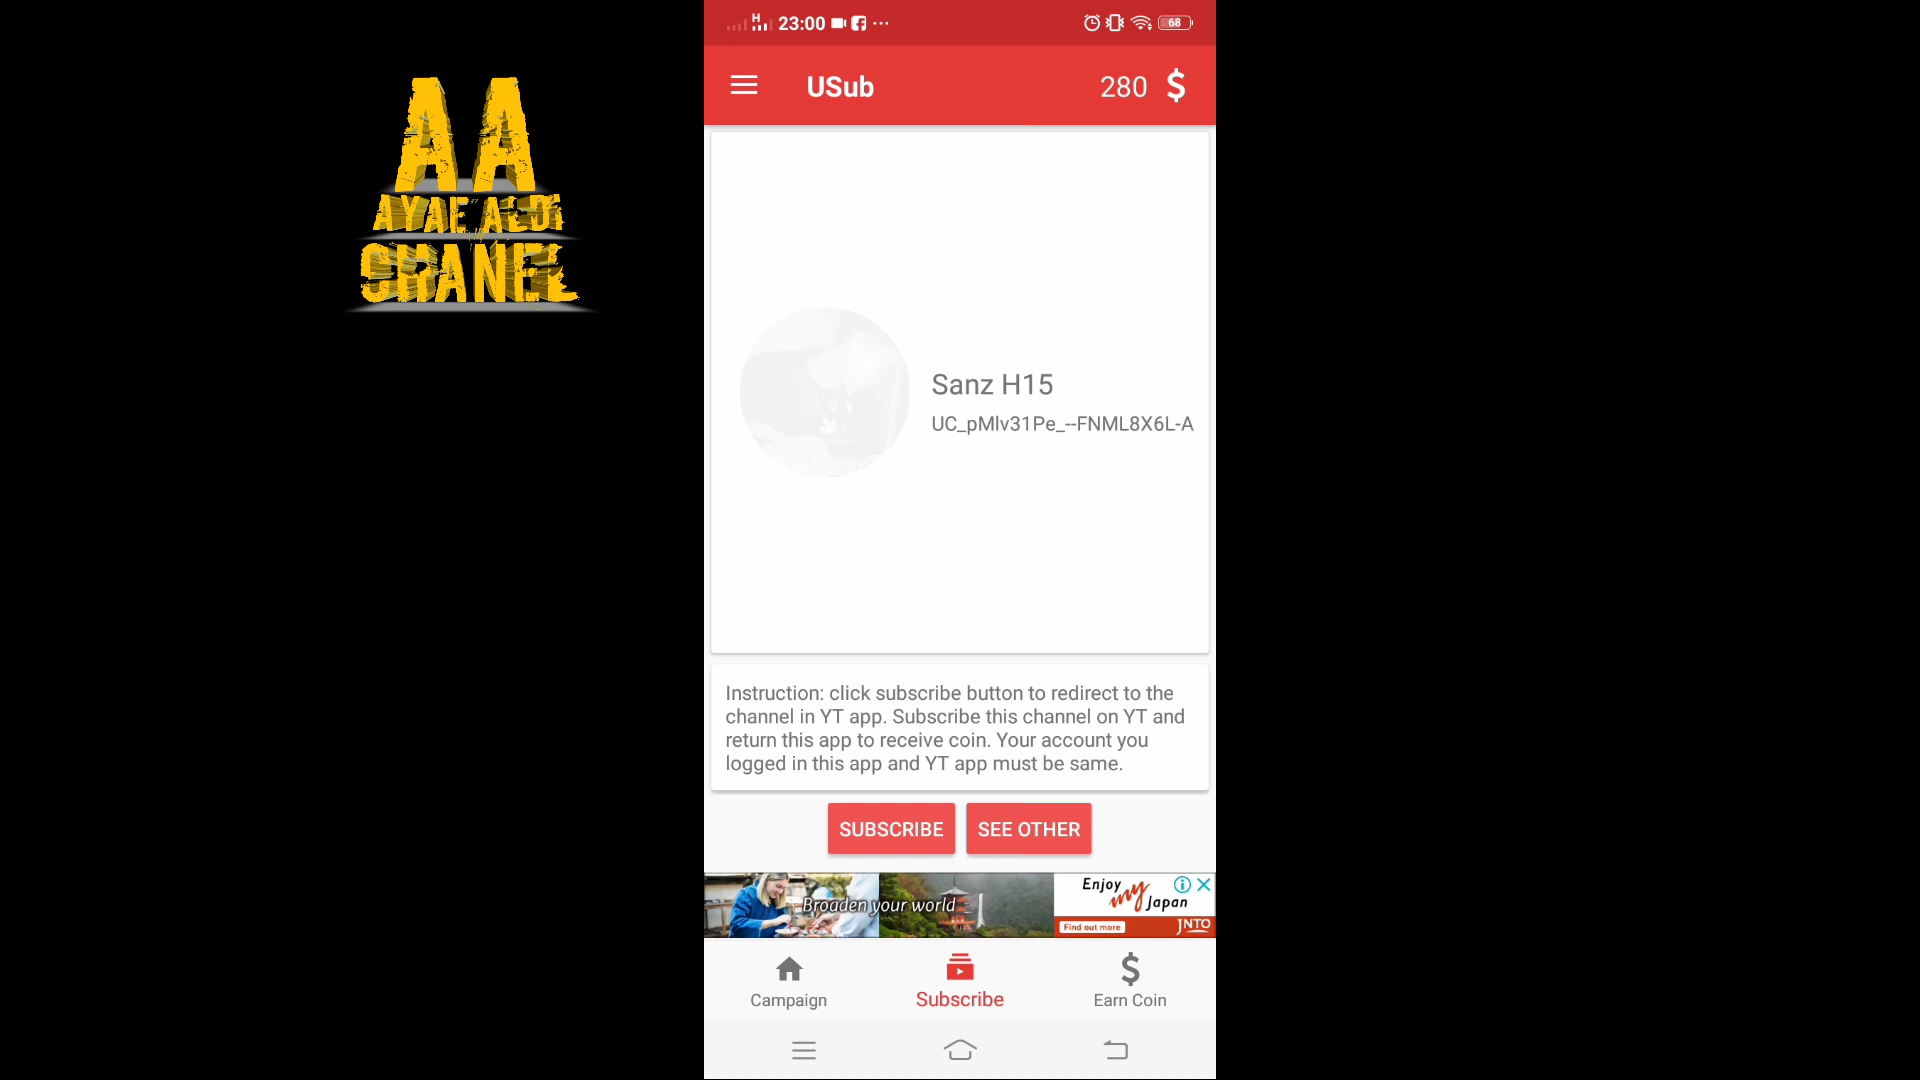 AA
AYAE ALDI
CHANEL
H
23:00
68
USub
280 $
Sanz H15
UC_pMlv31Pe_--FNML8X6L-A
Instruction: click subscribe button to redirect to the
channel in YT app. Subscribe this channel on YT and
return this app to receive coin. Your account you
logged in this app and YT app must be same.
SUBSCRIBE
SEE OTHER
Broaden your world
Enjoy
my Japan
Find out more
JNTO
Campaign
Subscribe
Earn Coin